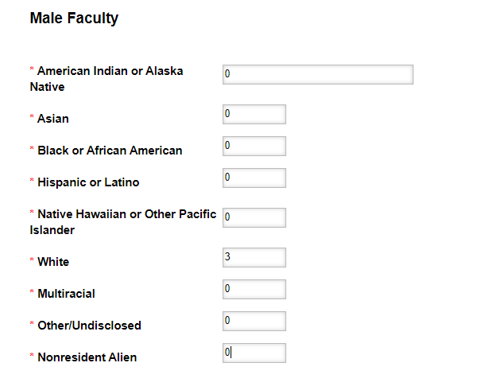 Male Faculty
* American Indian or Alaska Native 0
* Asian 0
* Black or African American 0
* Hispanic or Latino 0
* Native Hawaiian or Other Pacific Islander 0
* White 3
* Multiracial 0
* Other/Undisclosed 0
* Nonresident Alien 0